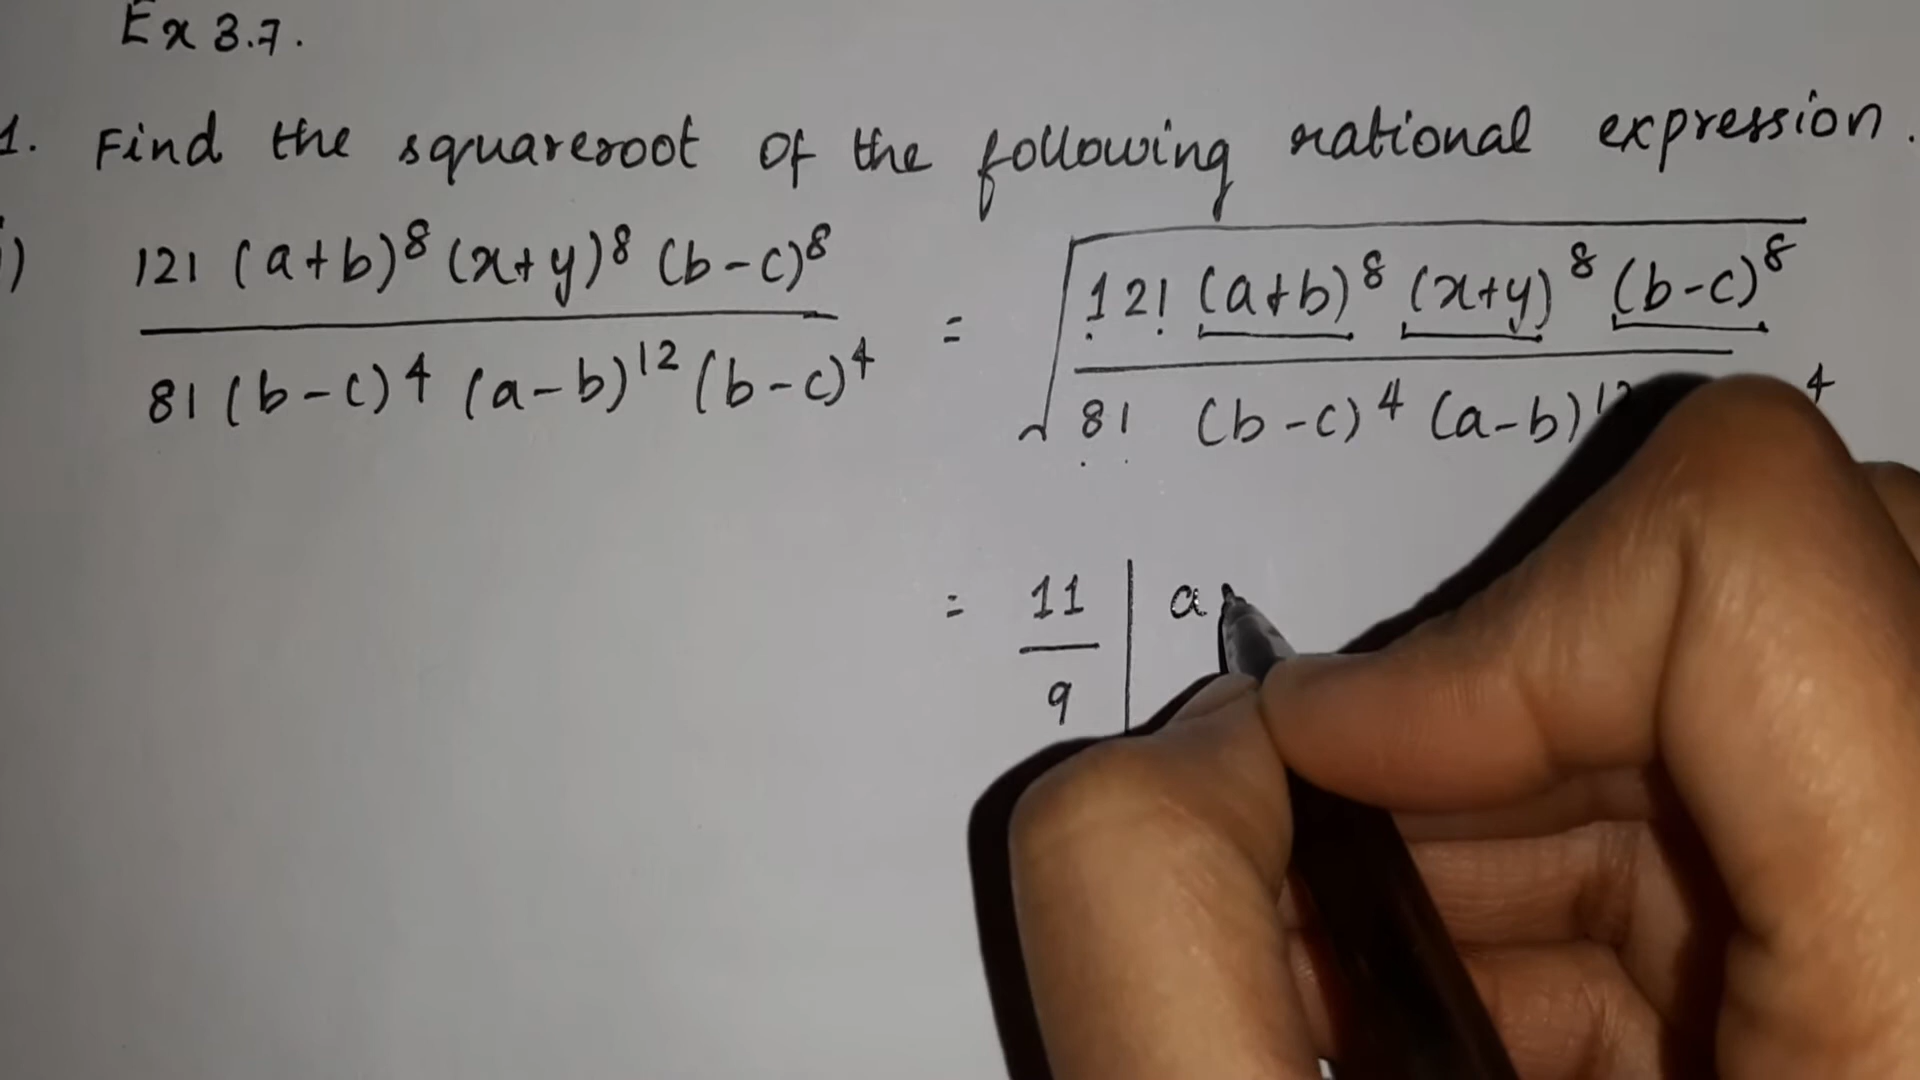 Ex 3.7.
1. Find the squareroot of the following rational expression.
i) 121 (a+b)⁸ (x+y)⁸ (b-c)⁸ = √121 (a+b)⁸ (x+y)⁸ (b-c)⁸
81 (b-c)⁴ (a-b)¹² (b-c)⁴ 81 (b-c)⁴ (a-b) 4
= 11 | a
9